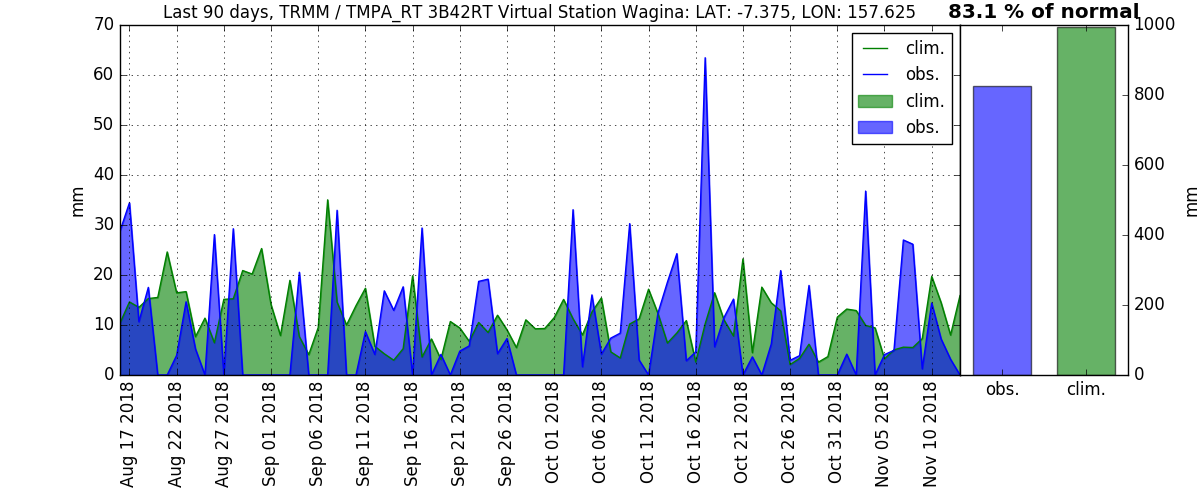 Last 90 days, TRMM / TMPA_RT 3B42RT Virtual Station Wagina: LAT: -7.375, LON: 157.625
83.1 % of normal
70
60
50
40
30
20
10
0
mm
clim.
obs.
clim.
obs.
1000
800
600
400
200
0
mm
obs.
clim.
Aug 17 2018
Aug 22 2018
Aug 27 2018
Sep 01 2018
Sep 06 2018
Sep 11 2018
Sep 16 2018
Sep 21 2018
Sep 26 2018
Oct 01 2018
Oct 06 2018
Oct 11 2018
Oct 16 2018
Oct 21 2018
Oct 26 2018
Oct 31 2018
Nov 05 2018
Nov 10 2018